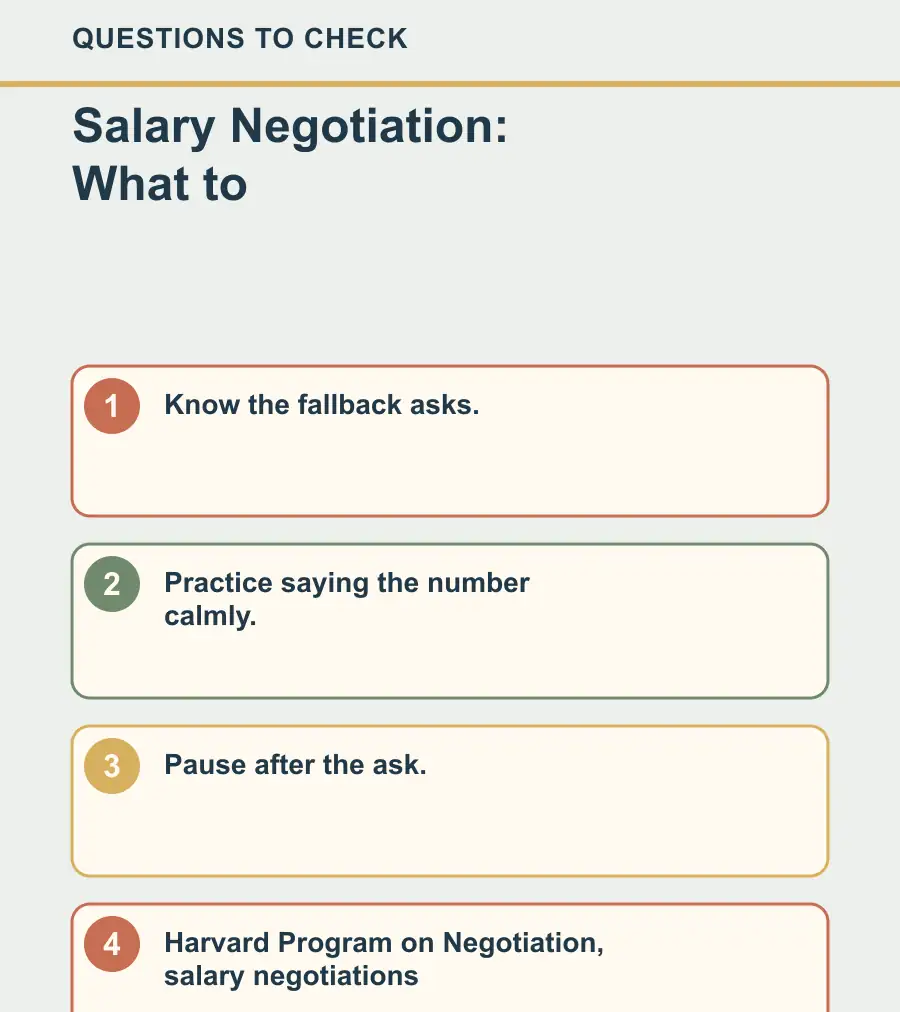 QUESTIONS TO CHECK
Salary Negotiation:
What to
1
Know the fallback asks.
2
Practice saying the number
calmly.
3
Pause after the ask.
4
Harvard Program on Negotiation,
salary negotiations